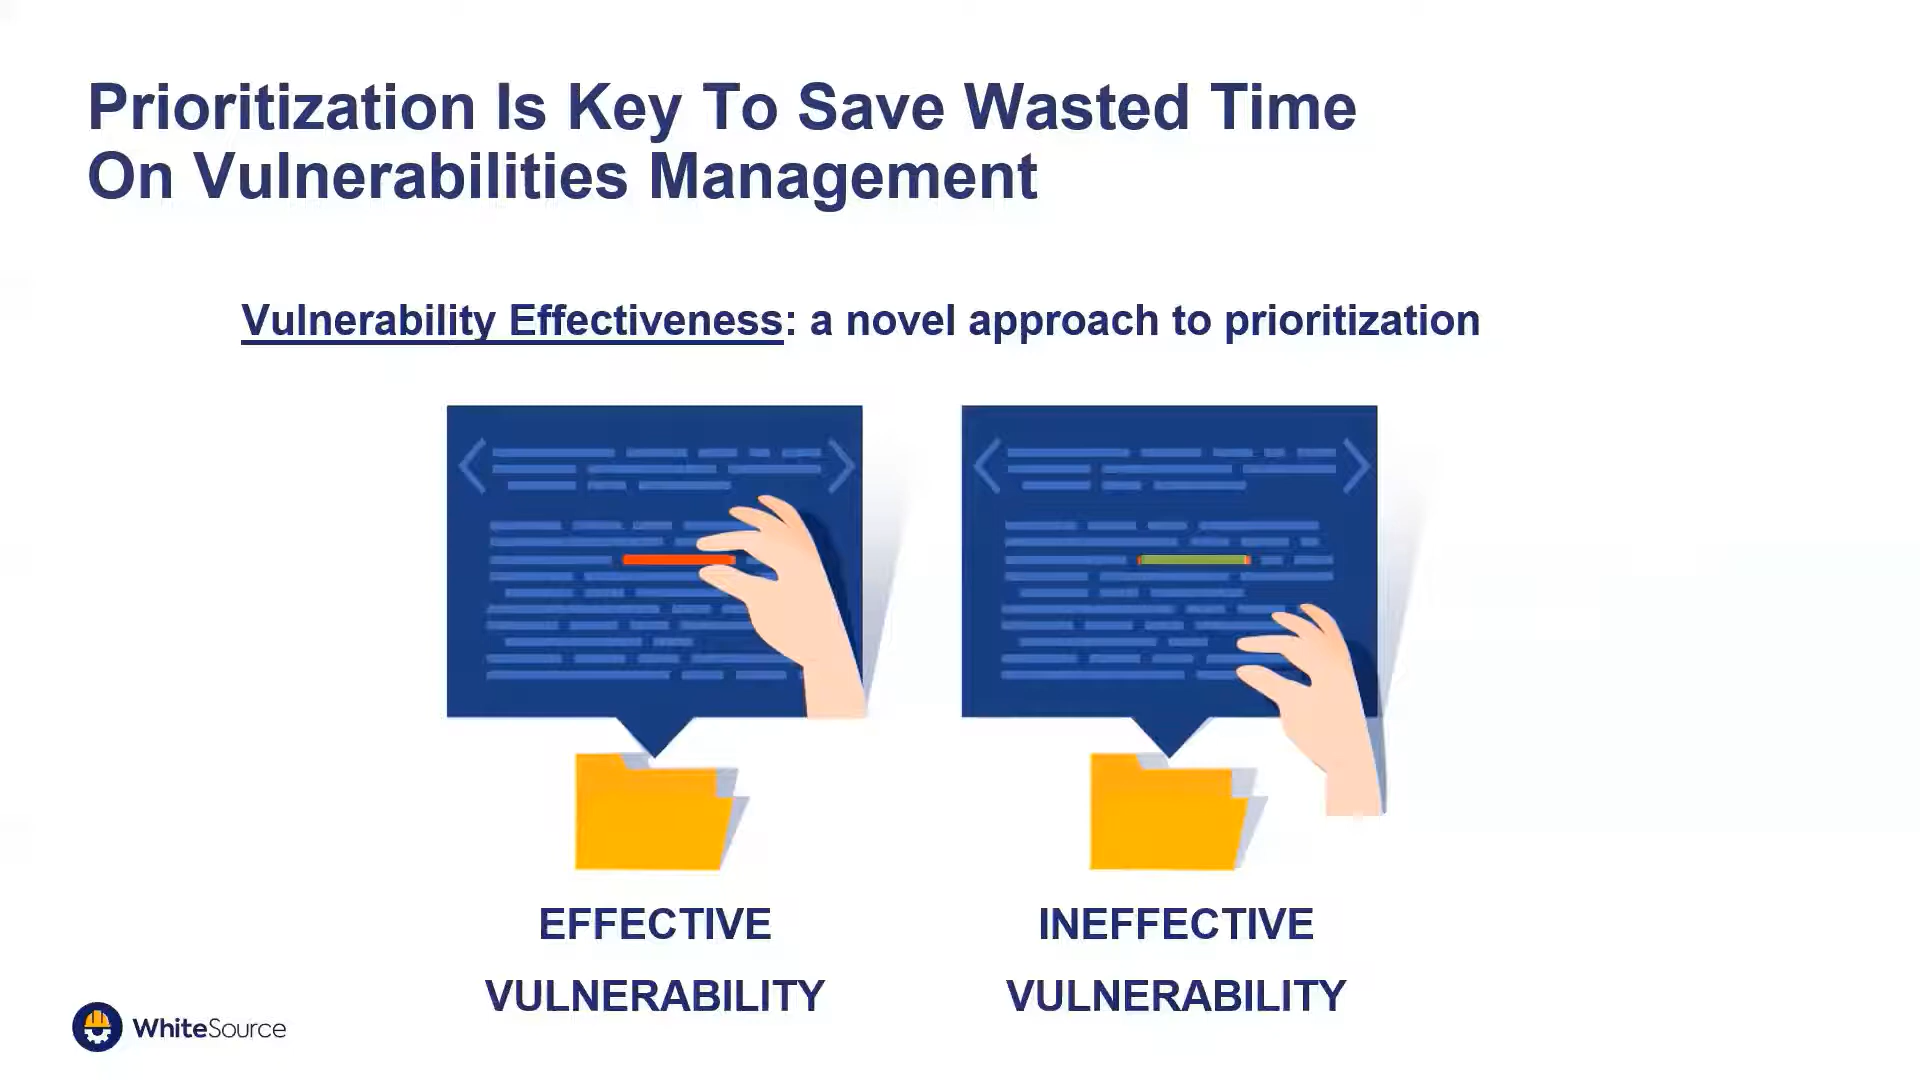 Prioritization Is Key To Save Wasted Time
On Vulnerabilities Management
Vulnerability Effectiveness: a novel approach to prioritization
EFFECTIVE
VULNERABILITY
INEFFECTIVE
VULNERABILITY
WhiteSource